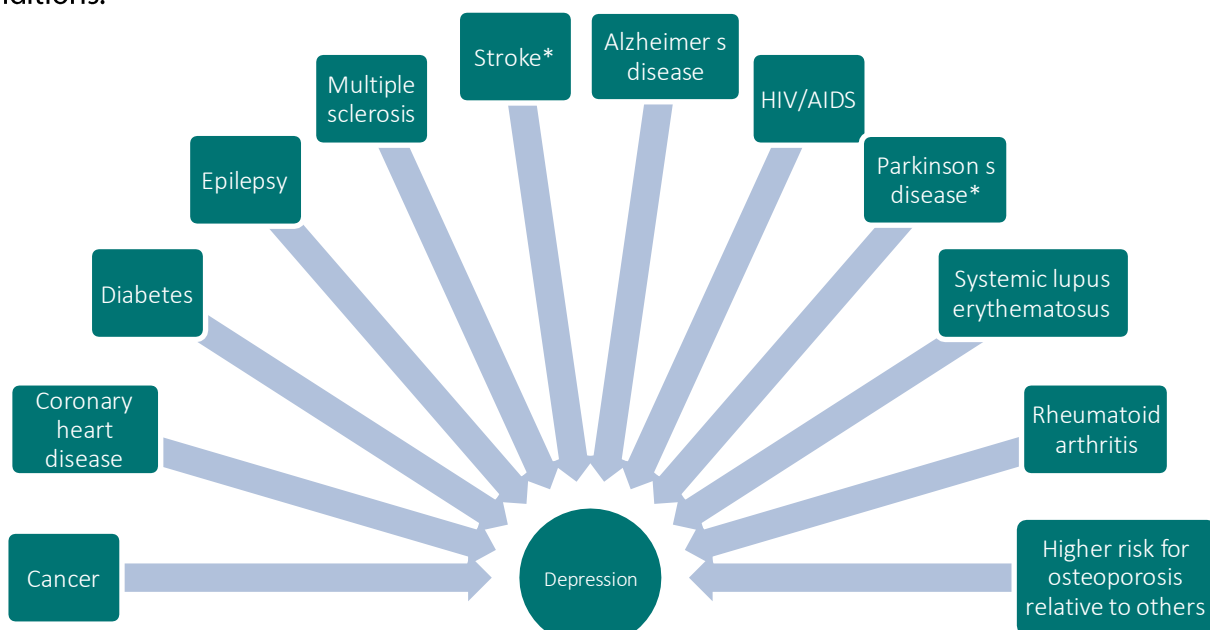 nditions.
Stroke*
Alzheimer s
disease
Multiple
sclerosis
HIV/AIDS
Epilepsy
Parkinson s
disease*
Diabetes
Systemic lupus
erythematosus
Coronary
heart
disease
Rheumatoid
arthritis
Cancer
Depression
Higher risk for
osteoporosis
relative to others